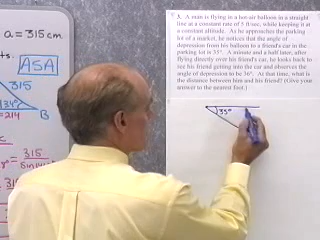 a = 315 cm
ts.
ASA
315
34°
B
= 214
315
5. A man is flying in a hot-air balloon in a straight
line at a constant rate of 5 ft/sec, while keeping it at
a constant altitude. As he approaches the parking
lot of a market, he notices that the angle of
depression from his balloon to a friend's car in the
parking lot is 35°. A minute and a half later, after
flying directly over his friend's car, he looks back to
see his friend getting into the car and observes the
angle of depression to be 36°. At that time, what is
the distance between him and his friend? (Give your
answer to the nearest foot.)
35°